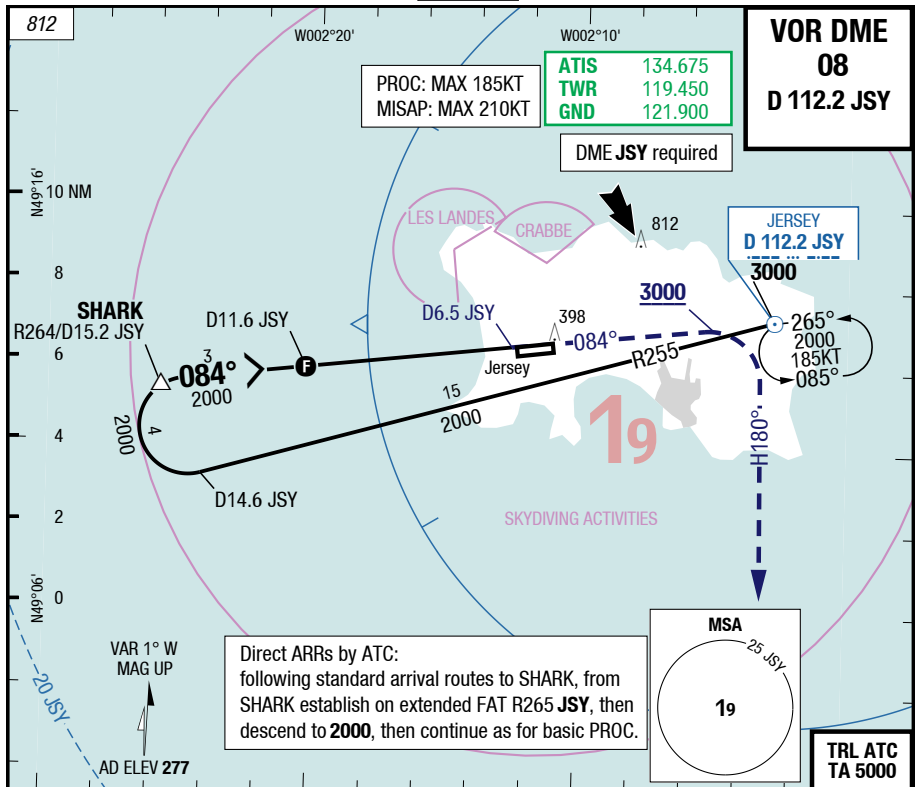 812
W002°20'
W002°10'
VOR DME
08
D 112.2 JSY
PROC: MAX 185KT
MISAP: MAX 210KT
ATIS 134.675
TWR 119.450
GND 121.900
DME JSY required
N49°16'
10 NM
8
6
4
2
0
N49°06'
LES LANDES
CRABBE
812
JERSEY
D 112.2 JSY
3000
SHARK
R264/D15.2 JSY
D11.6 JSY
D6.5 JSY
3000
398
3
084°
2000
F
Jersey
084°
R255
265°
2000
185KT
085°
15
2000
2000
4
19
H180°
D14.6 JSY
SKYDIVING ACTIVITIES
VAR 1° W
MAG UP
20 JSY
AD ELEV 277
Direct ARRs by ATC:
following standard arrival routes to SHARK, from
SHARK establish on extended FAT R265 JSY, then
descend to 2000, then continue as for basic PROC.
MSA
25 JSY
19
TRL ATC
TA 5000